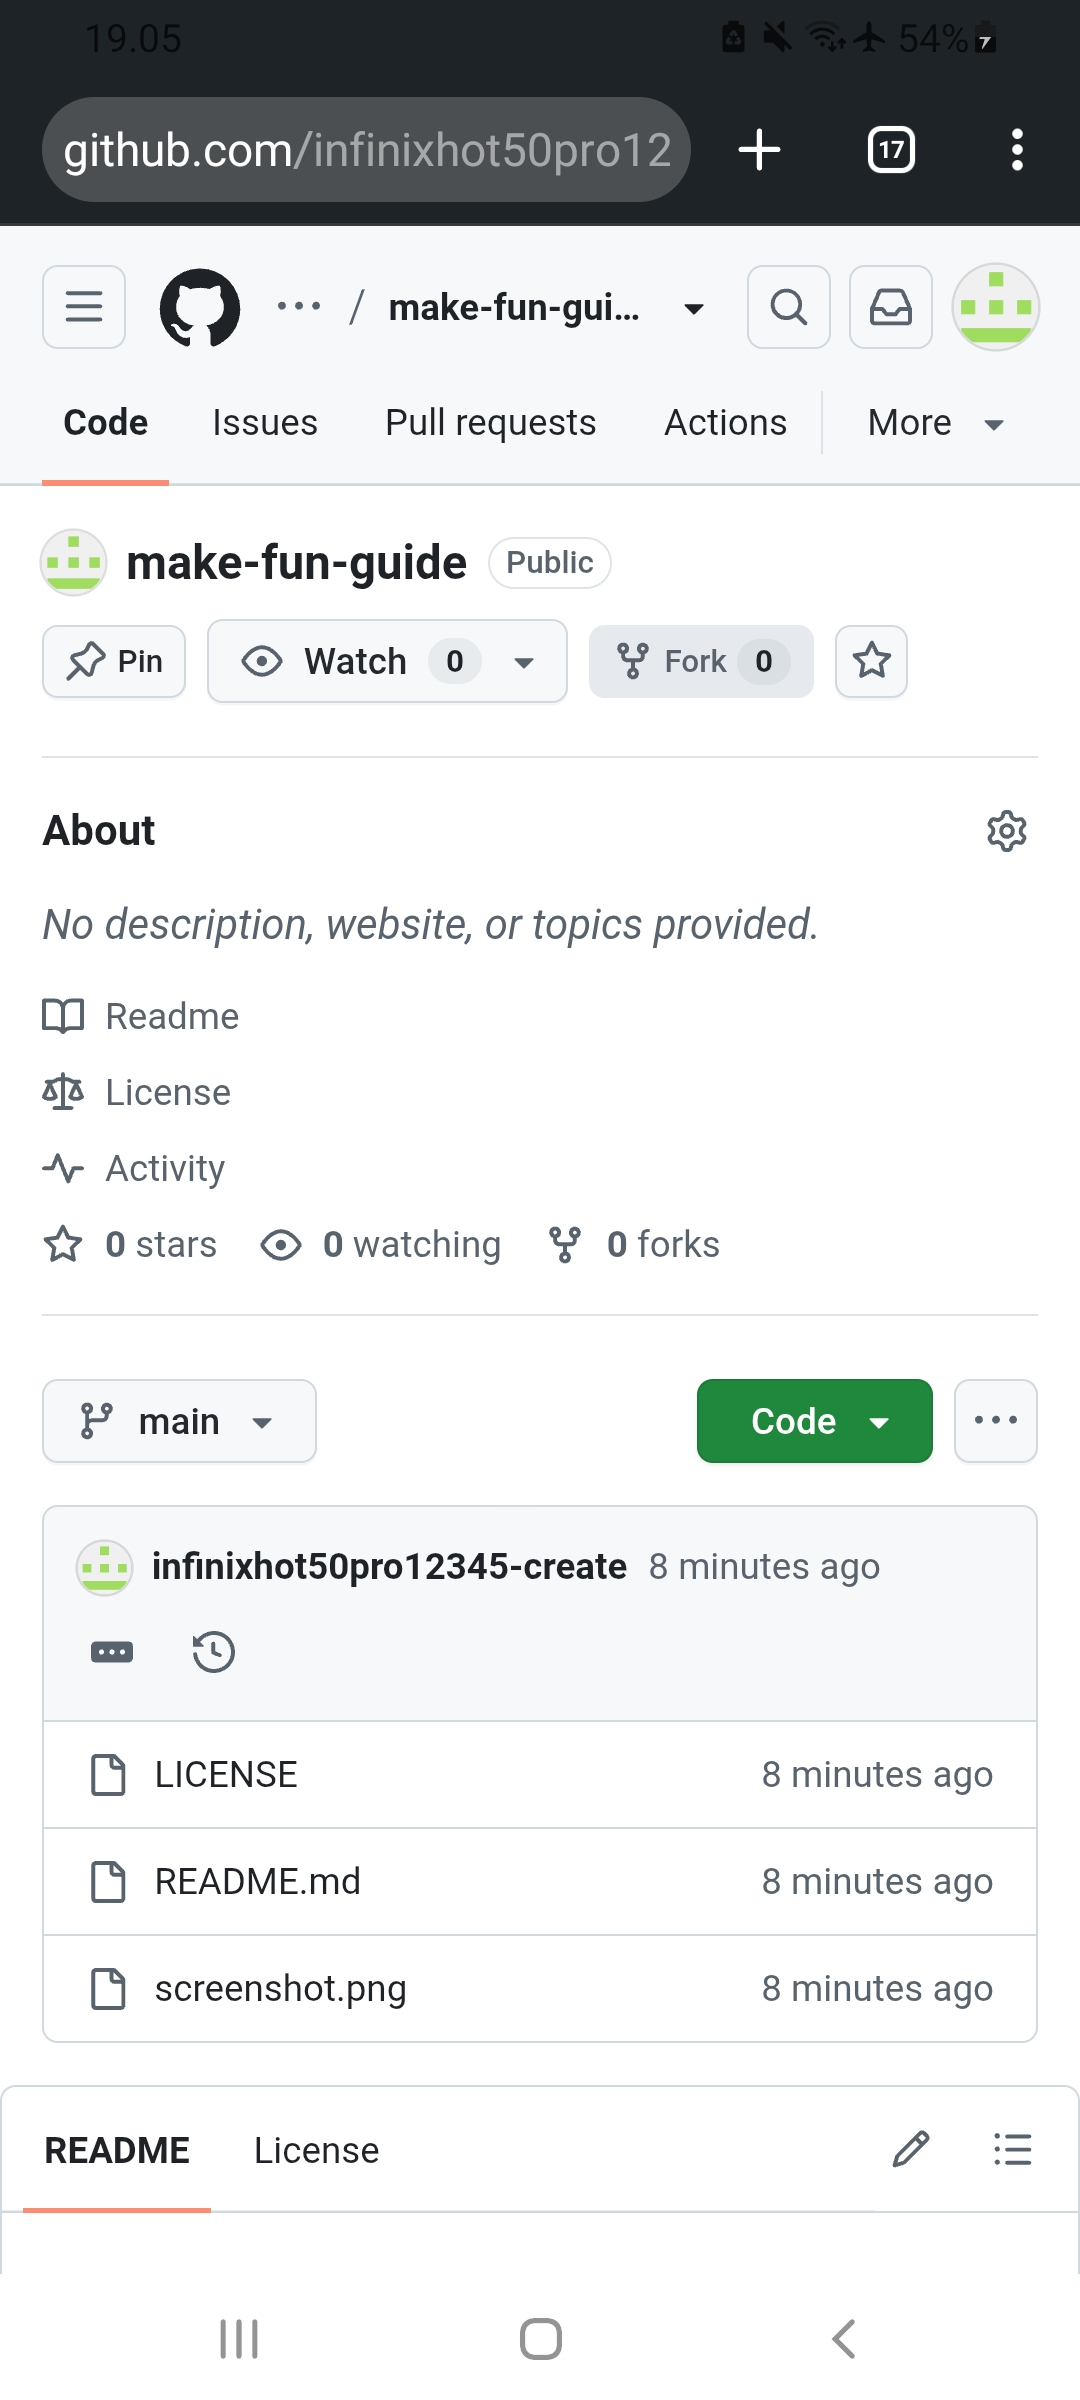 19.05 54%
github.com/infinixhot50pro12
17
/ make-fun-gui...
Code Issues Pull requests Actions More
make-fun-guide Public
Pin Watch 0 Fork 0
About
No description, website, or topics provided.
Readme
License
Activity
0 stars 0 watching 0 forks
main Code
infinixhot50pro12345-create 8 minutes ago
LICENSE 8 minutes ago
README.md 8 minutes ago
screenshot.png 8 minutes ago
README License